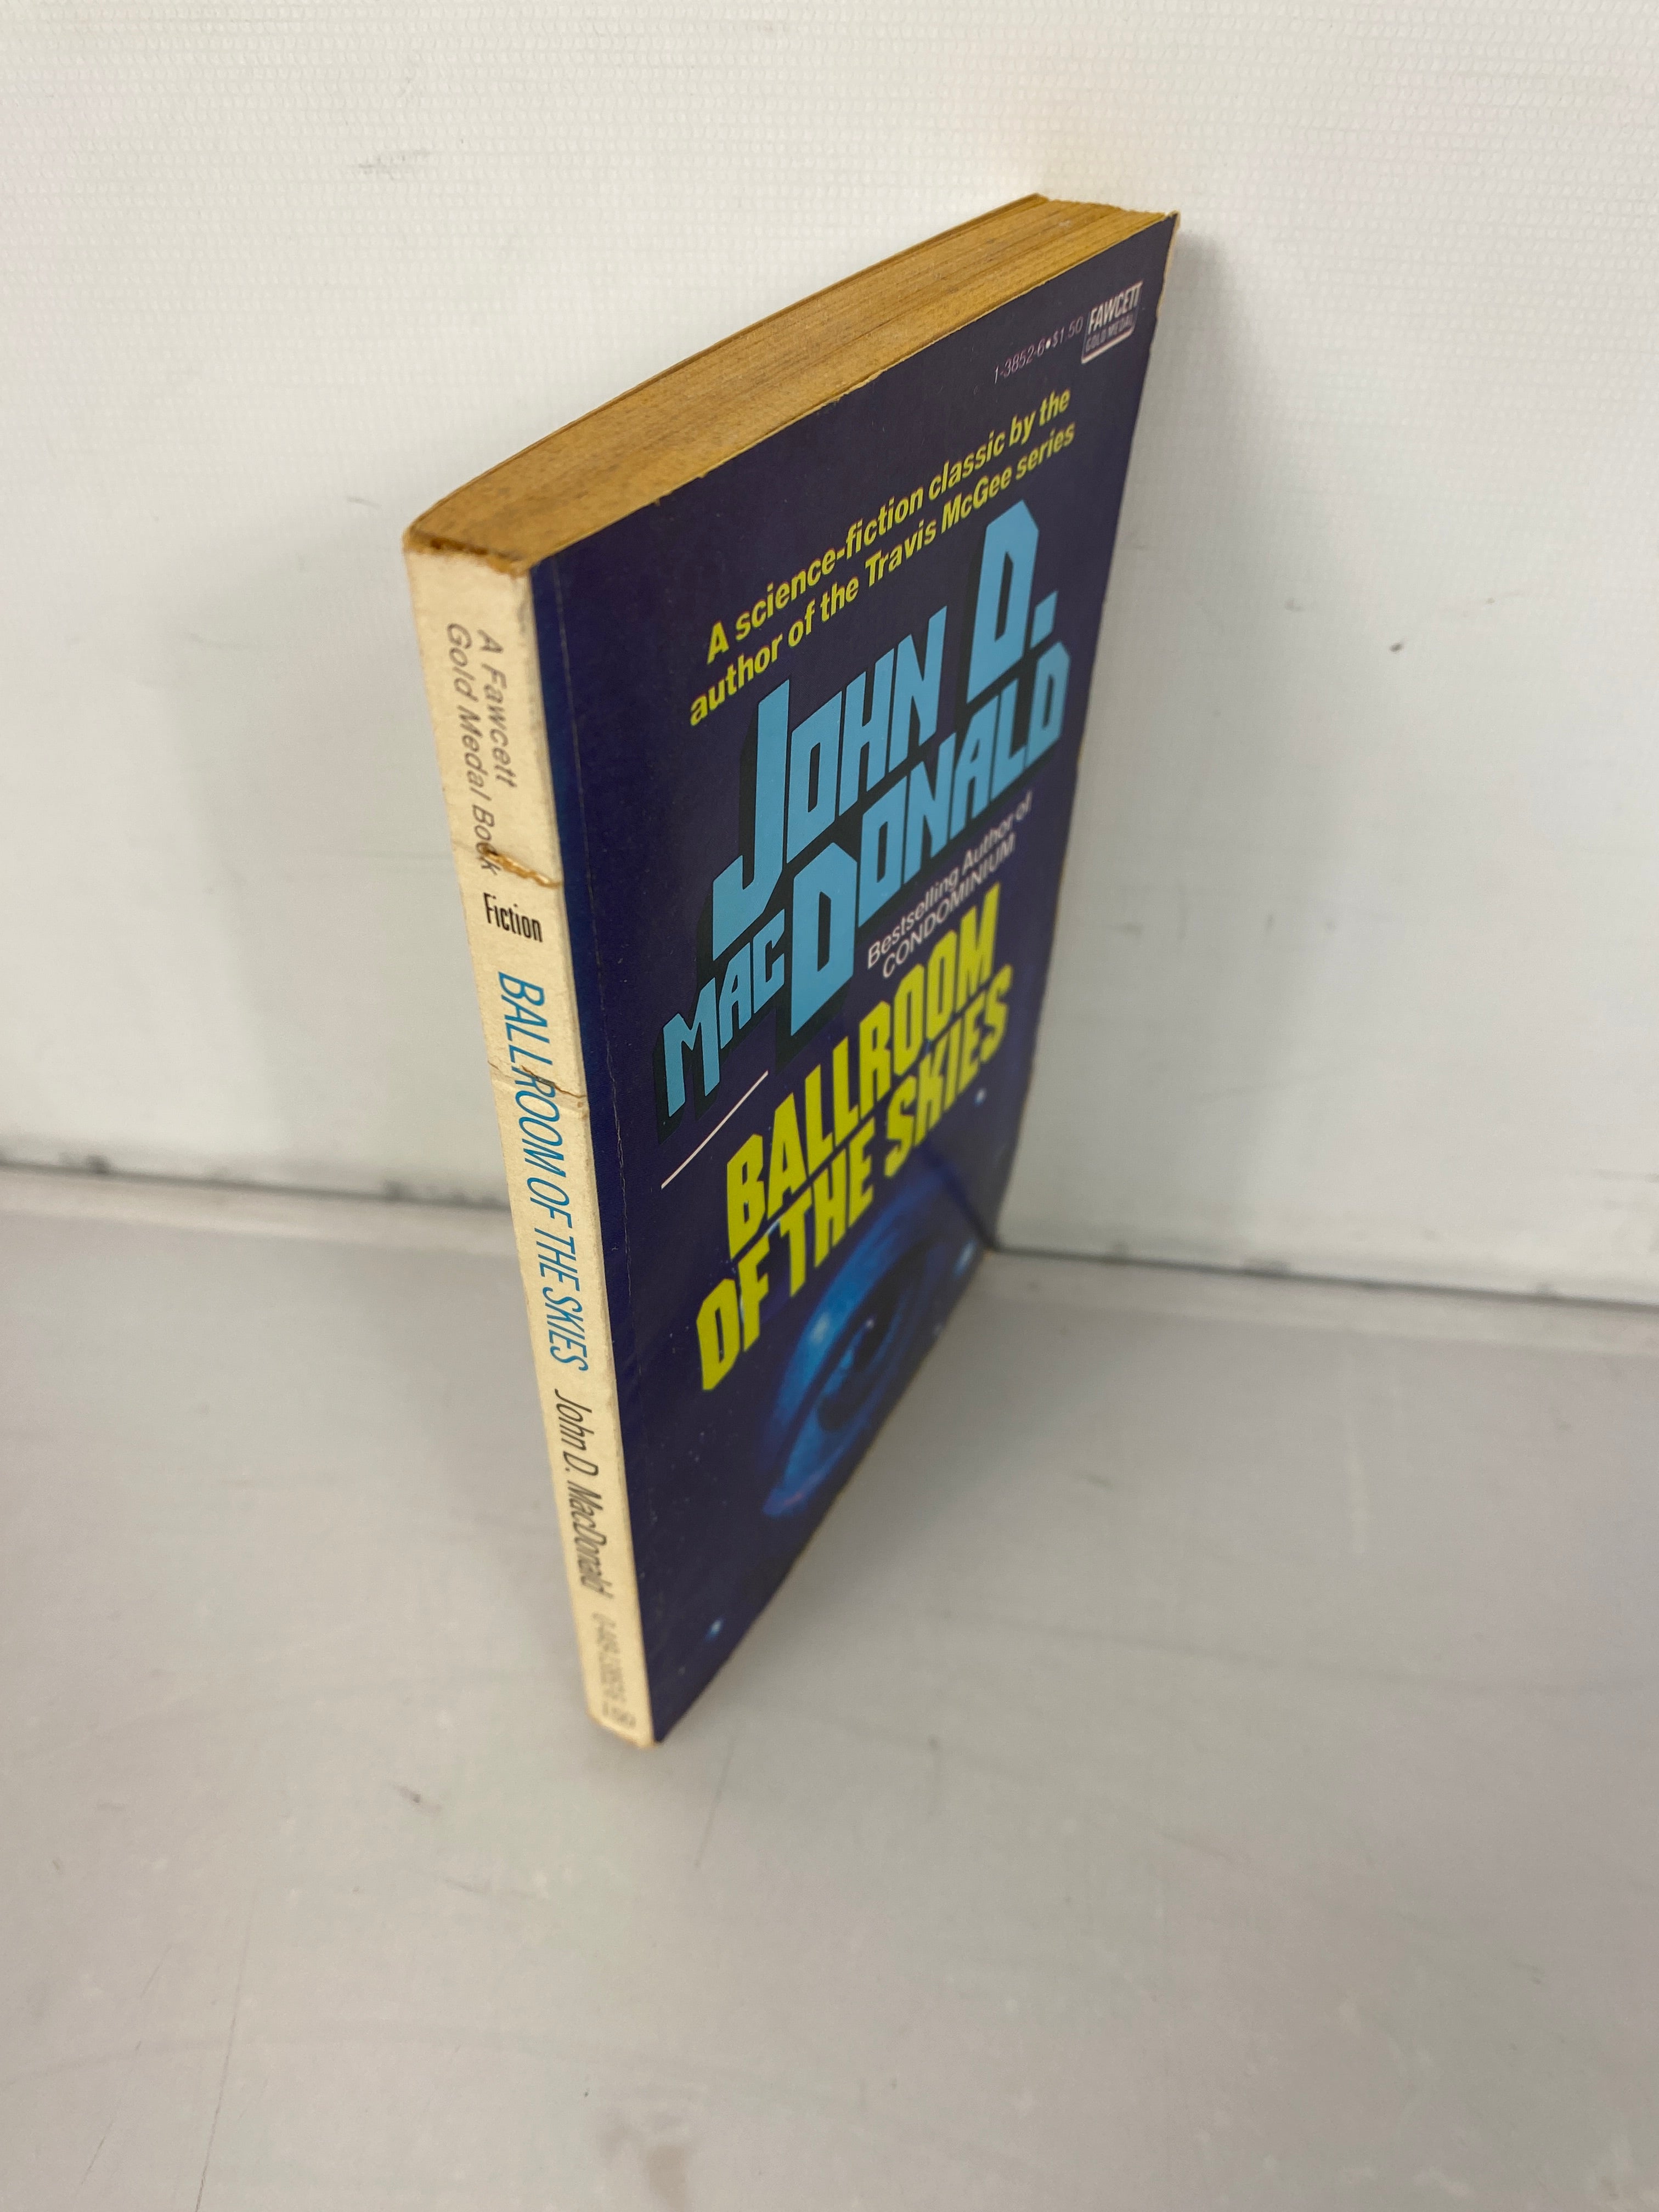 1-3852-6•$1.50
FAWCETT
GOLD MEDAL
A science-fiction classic by the
author of the Travis McGee series
JOHN D.
MACDONALD
Bestselling Author of
CONDOMINIUM
BALLROOM
OF THE SKIES
A Fawcett
Gold Medal Book
Fiction
BALLROOM OF THE SKIES
John D. MacDonald